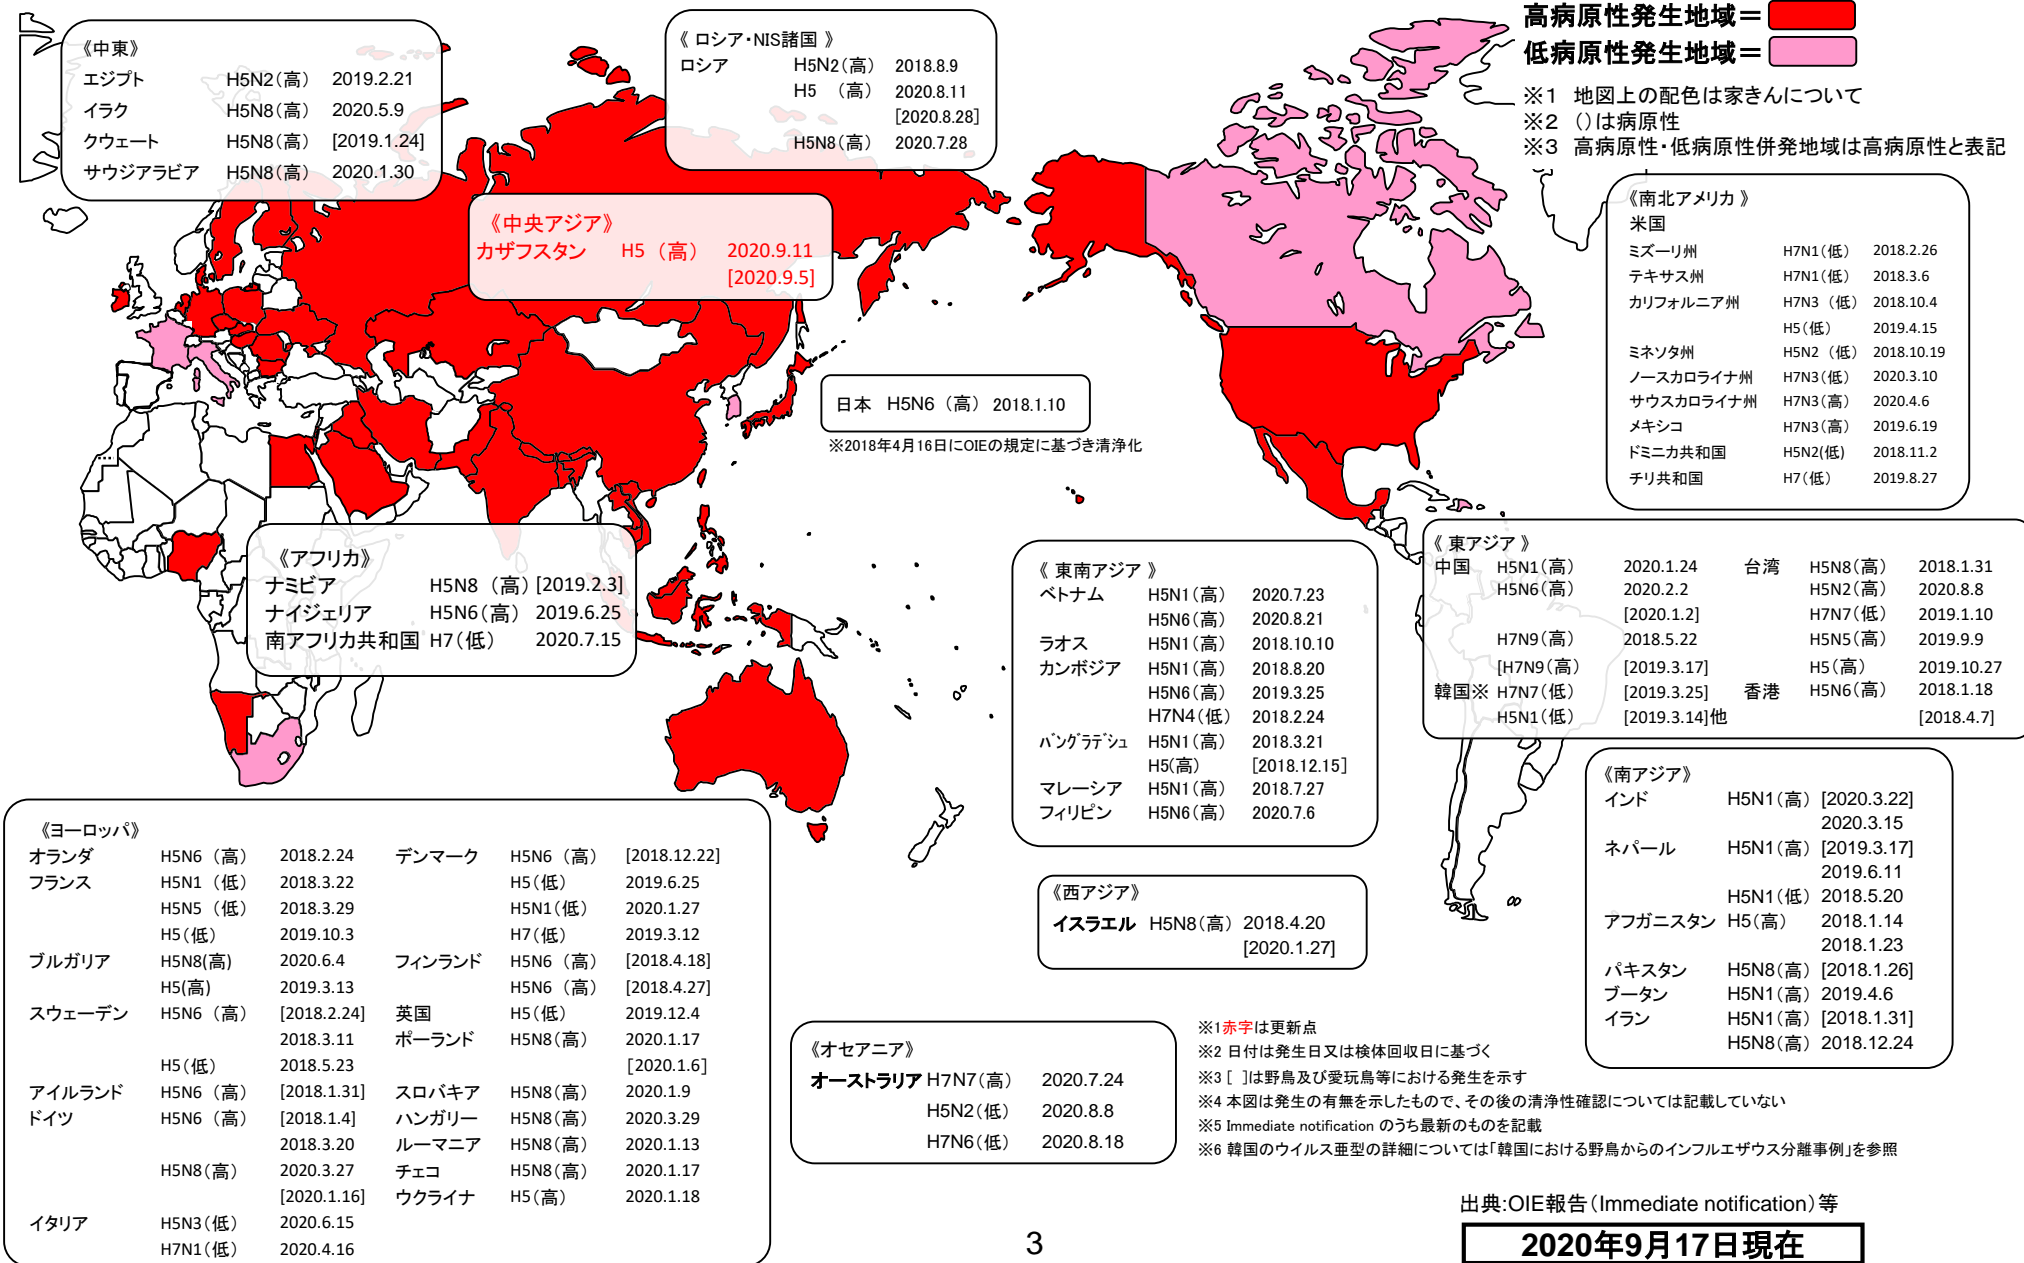 高病原性発生地域＝
低病原性発生地域＝
※1 地図上の配色は家きんについて
※2 ()は病原性
※3 高病原性・低病原性併発地域は高病原性と表記
《中東》
エジプト H5N2(高) 2019.2.21
イラク H5N8(高) 2020.5.9
クウェート H5N8(高) [2019.1.24]
サウジアラビア H5N8(高) 2020.1.30
《 ロシア・NIS諸国 》
ロシア H5N2(高) 2018.8.9
H5 (高) 2020.8.11
[2020.8.28]
H5N8(高) 2020.7.28
《中央アジア》
カザフスタン H5 (高) 2020.9.11
[2020.9.5]
《南北アメリカ 》
米国
ミズーリ州 H7N1(低) 2018.2.26
テキサス州 H7N1(低) 2018.3.6
カリフォルニア州 H7N3 (低) 2018.10.4
H5(低) 2019.4.15
ミネソタ州 H5N2 (低) 2018.10.19
ノースカロライナ州 H7N3(低) 2020.3.10
サウスカロライナ州 H7N3(高) 2020.4.6
メキシコ H7N3(高) 2019.6.19
ドミニカ共和国 H5N2(低) 2018.11.2
チリ共和国 H7(低) 2019.8.27
日本 H5N6 (高) 2018.1.10
※2018年4月16日にOIEの規定に基づき清浄化
《アフリカ》
ナミビア H5N8 (高) [2019.2.3]
ナイジェリア H5N6(高) 2019.6.25
南アフリカ共和国 H7(低) 2020.7.15
《 東南アジア 》
ベトナム H5N1(高) 2020.7.23
H5N6(高) 2020.8.21
ラオス H5N1(高) 2018.10.10
カンボジア H5N1(高) 2018.8.20
H5N6(高) 2019.3.25
H7N4(低) 2018.2.24
バングラデシュ H5N1(高) 2018.3.21
H5(高) [2018.12.15]
マレーシア H5N1(高) 2018.7.27
フィリピン H5N6(高) 2020.7.6
《 東アジア 》
中国 H5N1(高) 2020.1.24 台湾 H5N8(高) 2018.1.31
H5N6(高) 2020.2.2 H5N2(高) 2020.8.8
[2020.1.2] H7N7(低) 2019.1.10
H7N9(高) 2018.5.22 H5N5(高) 2019.9.9
[H7N9(高) [2019.3.17] H5(高) 2019.10.27
韓国※ H7N7(低) [2019.3.25] 香港 H5N6(高) 2018.1.18
H5N1(低) [2019.3.14]他 [2018.4.7]
《南アジア》
インド H5N1(高) [2020.3.22]
2020.3.15
ネパール H5N1(高) [2019.3.17]
2019.6.11
H5N1(低) 2018.5.20
アフガニスタン H5(高) 2018.1.14
2018.1.23
パキスタン H5N8(高) [2018.1.26]
ブータン H5N1(高) 2019.4.6
イラン H5N1(高) [2018.1.31]
H5N8(高) 2018.12.24
《ヨーロッパ》
オランダ H5N6 (高) 2018.2.24 デンマーク H5N6 (高) [2018.12.22]
フランス H5N1 (低) 2018.3.22 H5(低) 2019.6.25
H5N5 (低) 2018.3.29 H5N1(低) 2020.1.27
H5(低) 2019.10.3 H7(低) 2019.3.12
ブルガリア H5N8(高) 2020.6.4 フィンランド H5N6 (高) [2018.4.18]
H5(高) 2019.3.13 H5N6 (高) [2018.4.27]
スウェーデン H5N6 (高) [2018.2.24] 英国 H5(低) 2019.12.4
2018.3.11 ポーランド H5N8(高) 2020.1.17
H5(低) 2018.5.23 [2020.1.6]
アイルランド H5N6 (高) [2018.1.31] スロバキア H5N8(高) 2020.1.9
ドイツ H5N6 (高) [2018.1.4] ハンガリー H5N8(高) 2020.3.29
2018.3.20 ルーマニア H5N8(高) 2020.1.13
H5N8(高) 2020.3.27 チェコ H5N8(高) 2020.1.17
[2020.1.16] ウクライナ H5(高) 2020.1.18
イタリア H5N3(低) 2020.6.15
H7N1(低) 2020.4.16
《西アジア》
イスラエル H5N8(高) 2018.4.20
[2020.1.27]
《オセアニア》
オーストラリア H7N7(高) 2020.7.24
H5N2(低) 2020.8.8
H7N6(低) 2020.8.18
※1赤字は更新点
※2 日付は発生日又は検体回収日に基づく
※3 [ ]は野鳥及び愛玩鳥等における発生を示す
※4 本図は発生の有無を示したもので、その後の清浄性確認については記載していない
※5 Immediate notification のうち最新のものを記載
※6 韓国のウイルス亜型の詳細については「韓国における野鳥からのインフルエザウス分離事例」を参照
出典:OIE報告(Immediate notification)等
2020年9月17日現在
3